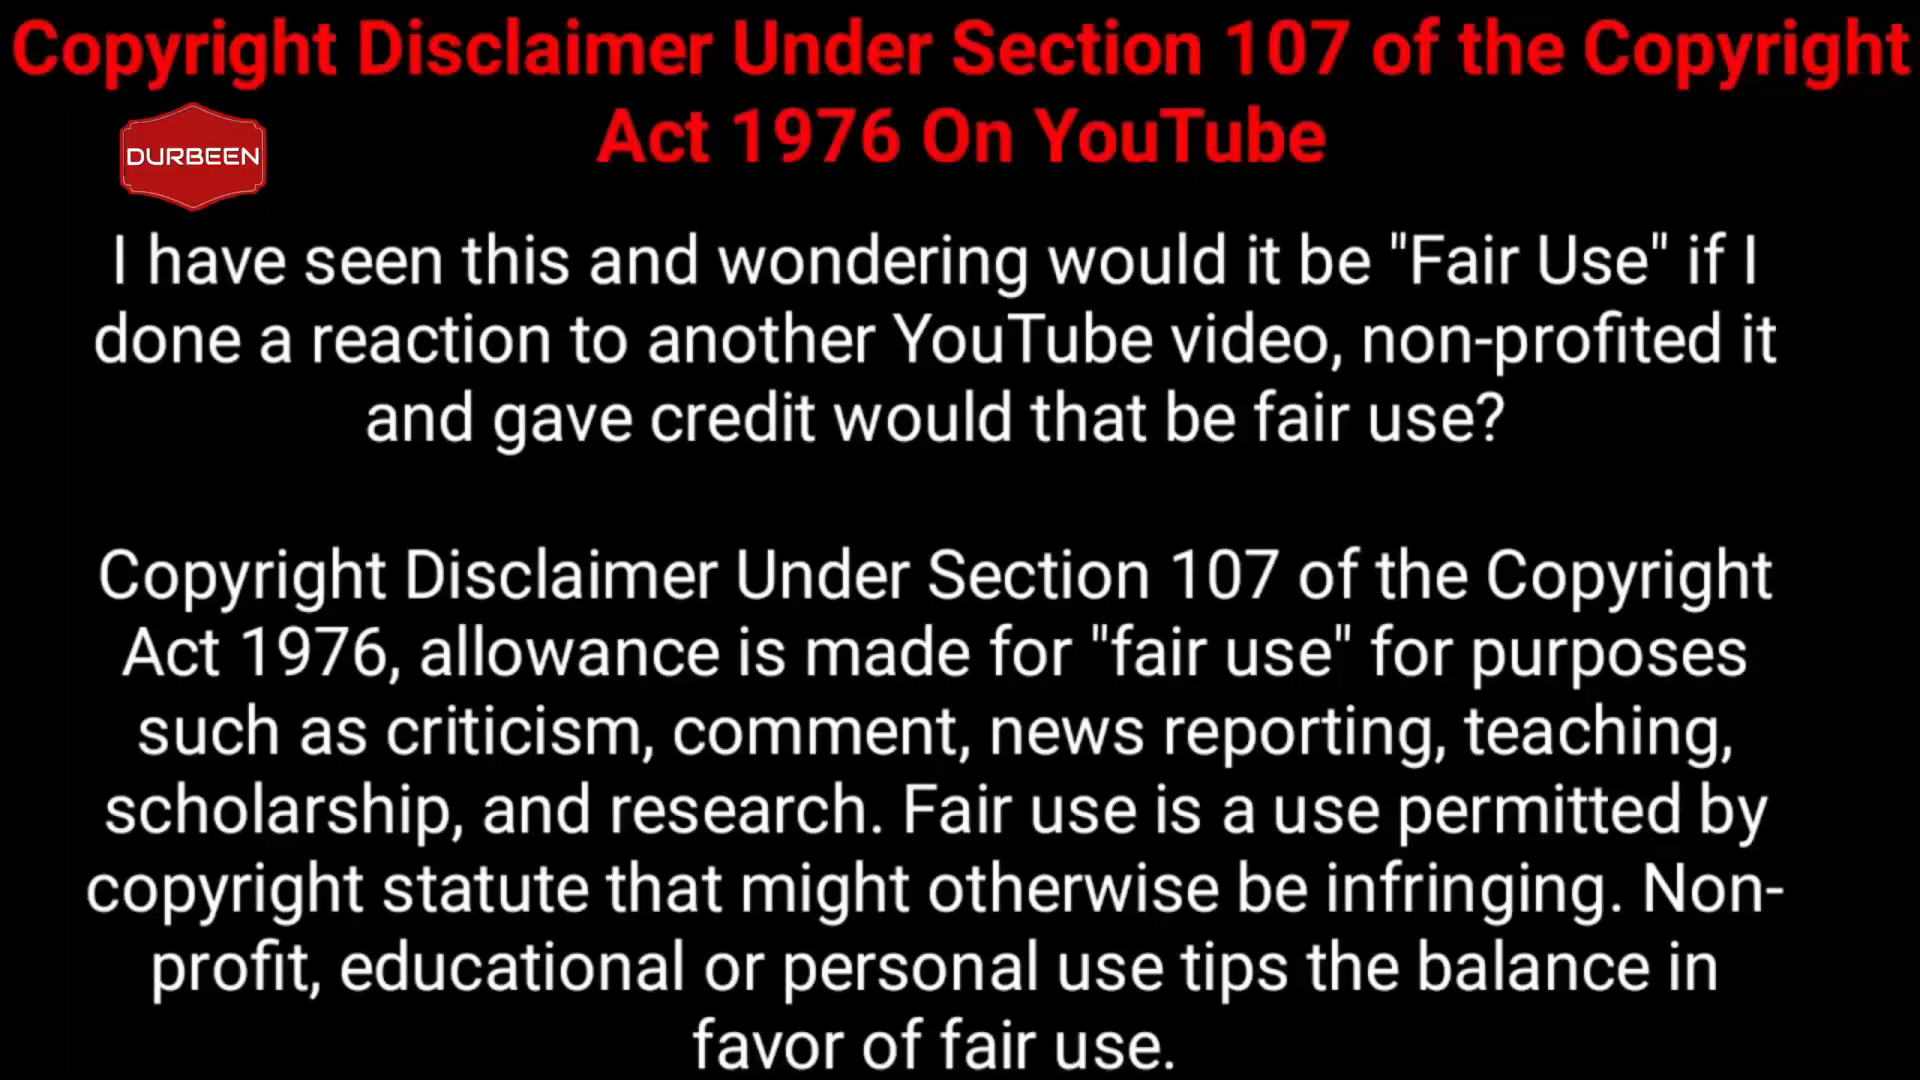 Copyright Disclaimer Under Section 107 of the Copyright
Act 1976 On YouTube
DURBEEN
I have seen this and wondering would it be "Fair Use" if I
done a reaction to another YouTube video, non-profited it
and gave credit would that be fair use?
Copyright Disclaimer Under Section 107 of the Copyright
Act 1976, allowance is made for "fair use" for purposes
such as criticism, comment, news reporting, teaching,
scholarship, and research. Fair use is a use permitted by
copyright statute that might otherwise be infringing. Non-
profit, educational or personal use tips the balance in
favor of fair use.